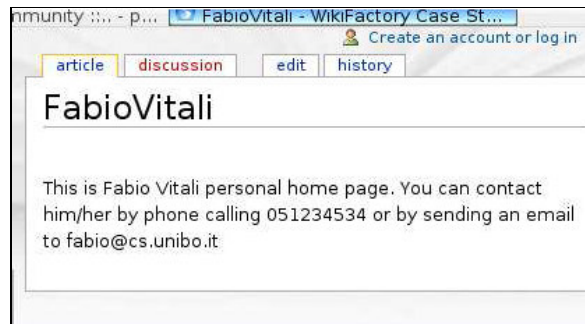 nmunity ::.. - p... FabioVitali - WikiFactory Case St...
Create an account or log in
article discussion edit history
FabioVitali
This is Fabio Vitali personal home page. You can contact
him/her by phone calling 051234534 or by sending an email
to fabio@cs.unibo.it